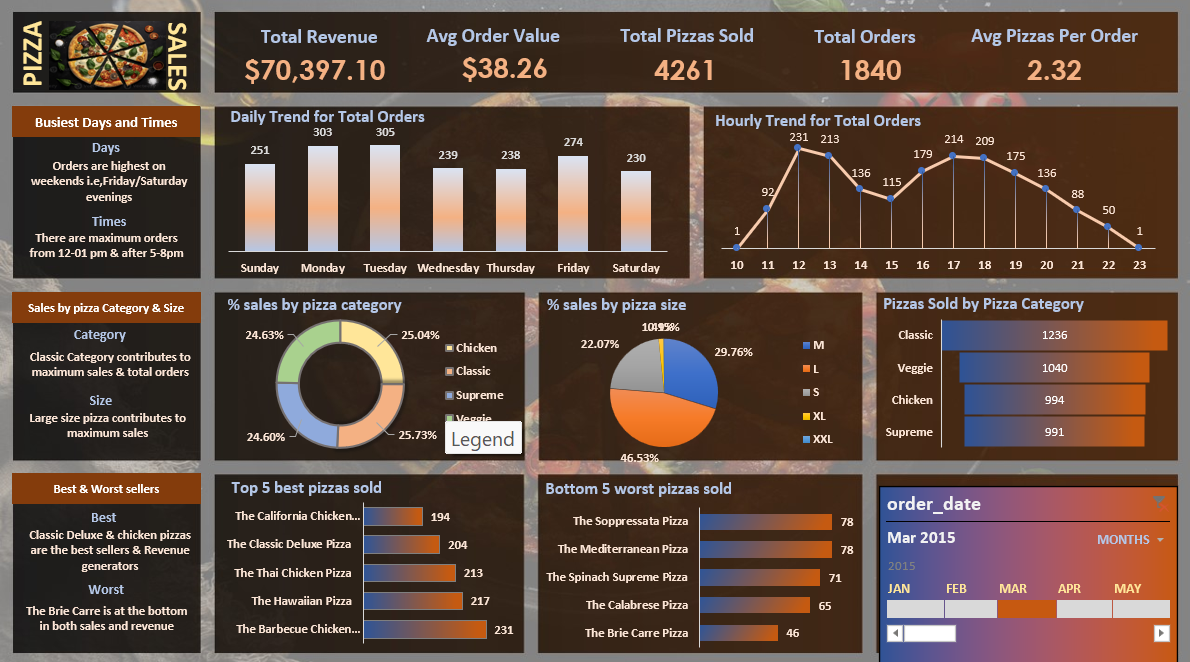 PIZZA
SALES
Total Revenue
$70,397.10
Avg Order Value
$38.26
Total Pizzas Sold
4261
Total Orders
1840
Avg Pizzas Per Order
2.32
Busiest Days and Times
Days
Orders are highest on
weekends i.e,Friday/Saturday
evenings
Times
There are maximum orders
from 12-01 pm & after 5-8pm
Daily Trend for Total Orders
251
303
305
239
238
274
230
Sunday
Monday
Tuesday
Wednesday
Thursday
Friday
Saturday
Hourly Trend for Total Orders
1
92
231
213
136
115
179
214
209
175
136
88
50
1
10
11
12
13
14
15
16
17
18
19
20
21
22
23
Sales by pizza Category & Size
Category
Classic Category contributes to
maximum sales & total orders
Size
Large size pizza contributes to
maximum sales
% sales by pizza category
24.63%
25.04%
24.60%
25.73%
Chicken
Classic
Supreme
Veggie
Legend
% sales by pizza size
22.07%
29.76%
46.53%
M
L
S
XL
XXL
Pizzas Sold by Pizza Category
Classic
1236
Veggie
1040
Chicken
994
Supreme
991
Best & Worst sellers
Best
Classic Deluxe & chicken pizzas
are the best sellers & Revenue
generators
Worst
The Brie Carre is at the bottom
in both sales and revenue
Top 5 best pizzas sold
The California Chicken...
194
The Classic Deluxe Pizza
204
The Thai Chicken Pizza
213
The Hawaiian Pizza
217
The Barbecue Chicken...
231
Bottom 5 worst pizzas sold
The Soppressata Pizza
78
The Mediterranean Pizza
78
The Spinach Supreme Pizza
71
The Calabrese Pizza
65
The Brie Carre Pizza
46
order_date
Mar 2015
MONTHS
2015
JAN
FEB
MAR
APR
MAY